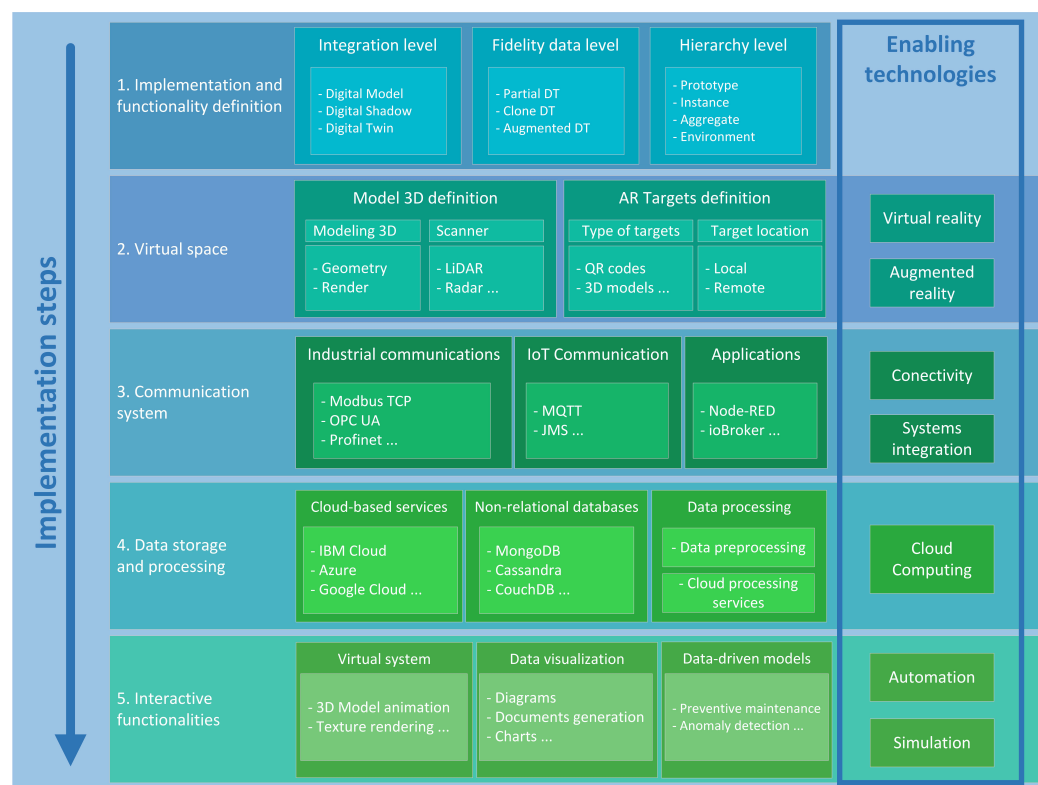 Implementation steps
Enabling
technologies
1. Implementation and
functionality definition
Integration level
- Digital Model
- Digital Shadow
- Digital Twin
Fidelity data level
- Partial DT
- Clone DT
- Augmented DT
Hierarchy level
- Prototype
- Instance
- Aggregate
- Environment
2. Virtual space
Model 3D definition
Modeling 3D
- Geometry
- Render
Scanner
- LiDAR
- Radar ...
AR Targets definition
Type of targets
- QR codes
- 3D models ...
Target location
- Local
- Remote
Virtual reality
Augmented
reality
3. Communication
system
Industrial communications
- Modbus TCP
- OPC UA
- Profinet ...
IoT Communication
- MQTT
- JMS ...
Applications
- Node-RED
- ioBroker ...
Conectivity
Systems
integration
4. Data storage
and processing
Cloud-based services
- IBM Cloud
- Azure
- Google Cloud ...
Non-relational databases
- MongoDB
- Cassandra
- CouchDB ...
Data processing
- Data preprocessing
- Cloud processing
services
Cloud
Computing
5. Interactive
functionalities
Virtual system
- 3D Model animation
- Texture rendering ...
Data visualization
- Diagrams
- Documents generation
- Charts ...
Data-driven models
- Preventive maintenance
- Anomaly detection ...
Automation
Simulation